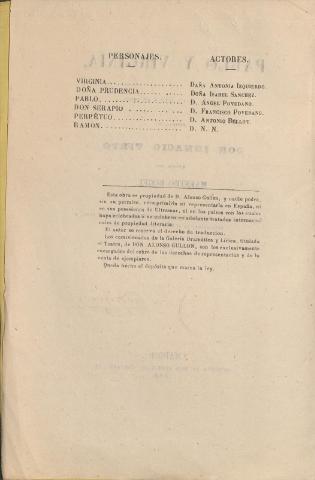 PERSONAJES. ACTORES.
VIRGINIA.................... DAÑA ANTONIA IZQUIERDO.
DOÑA PRUDENCIA.......... DOÑA ISABEL SANCHEZ.
PABLO....................... D. ÁNGEL POVEDANO.
DON SERAPIO................ D. FRANCISCO POVEDANO.
PERPÉTUO................... D. ANTONIO BELLOT.
RAMON...................... D. N. N.
Esta obra es propiedad de D. Alonso Gullon, y nadie podrá,
sin su permiso, reimprimirla ni representarla en España, ni
en sus posesiones de Ultramar, ni en los países con los cuales
haya celebrados ó se celebren en adelante tratados internacio-
nales de propiedad literaria.
El autor se reserva el derecho de traduccion.
Los comisionados de la Galería Dramática y Lírica, titulada
el Teatro, de DON ALONSO GULLON, son los exclusivamente
encargados del cobro de los derechos de representacion y de la
venta de ejemplares.
Queda hecho el depósito que marca la ley.